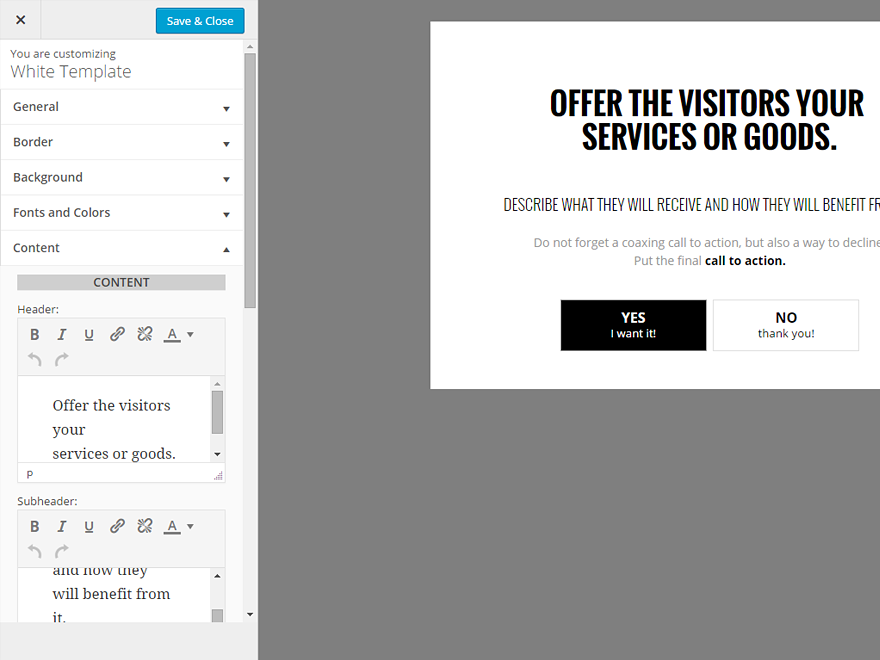 Save & Close
You are customizing
White Template
General
Border
Background
Fonts and Colors
Content
CONTENT
Header:
B I U A
Offer the visitors
your
services or goods.
P
Subheader:
B I U A
and how they
will benefit from
it.
OFFER THE VISITORS YOUR
SERVICES OR GOODS.
DESCRIBE WHAT THEY WILL RECEIVE AND HOW THEY WILL BENEFIT FR
Do not forget a coaxing call to action, but also a way to decline
Put the final call to action.
YES
I want it!
NO
thank you!